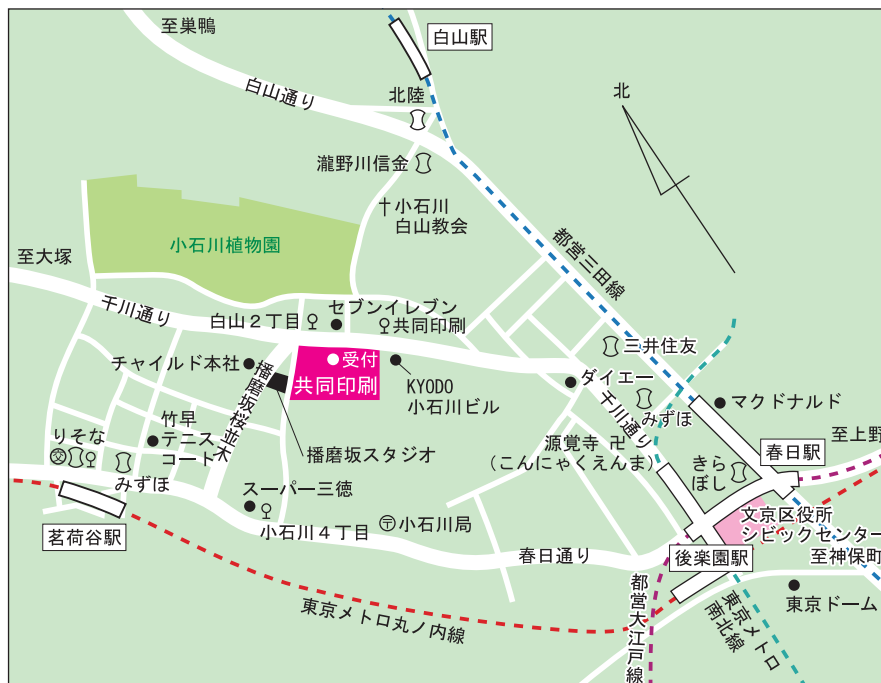 至巣鴨
白山駅
白山通り
北陸
北
瀧野川信金
小石川
白山教会
小石川植物園
都営三田線
至大塚
千川通り
白山2丁目
セブンイレブン
共同印刷
三井住友
チャイルド本社
受付
共同印刷
KYODO
小石川ビル
ダイエー
千川通り
みずほ
マクドナルド
播磨坂桜並木
竹早
テニス
コート
りそな
交
みずほ
播磨坂スタジオ
源覚寺 卍
(こんにゃくえんま)
きら
ぼし
春日駅
至上野
スーパー三徳
茗荷谷駅
小石川4丁目
〒小石川局
春日通り
文京区役所
シビックセンター
後楽園駅
至神保町
東京メトロ丸ノ内線
都営大江戸線
東京メトロ
南北線
東京ドーム